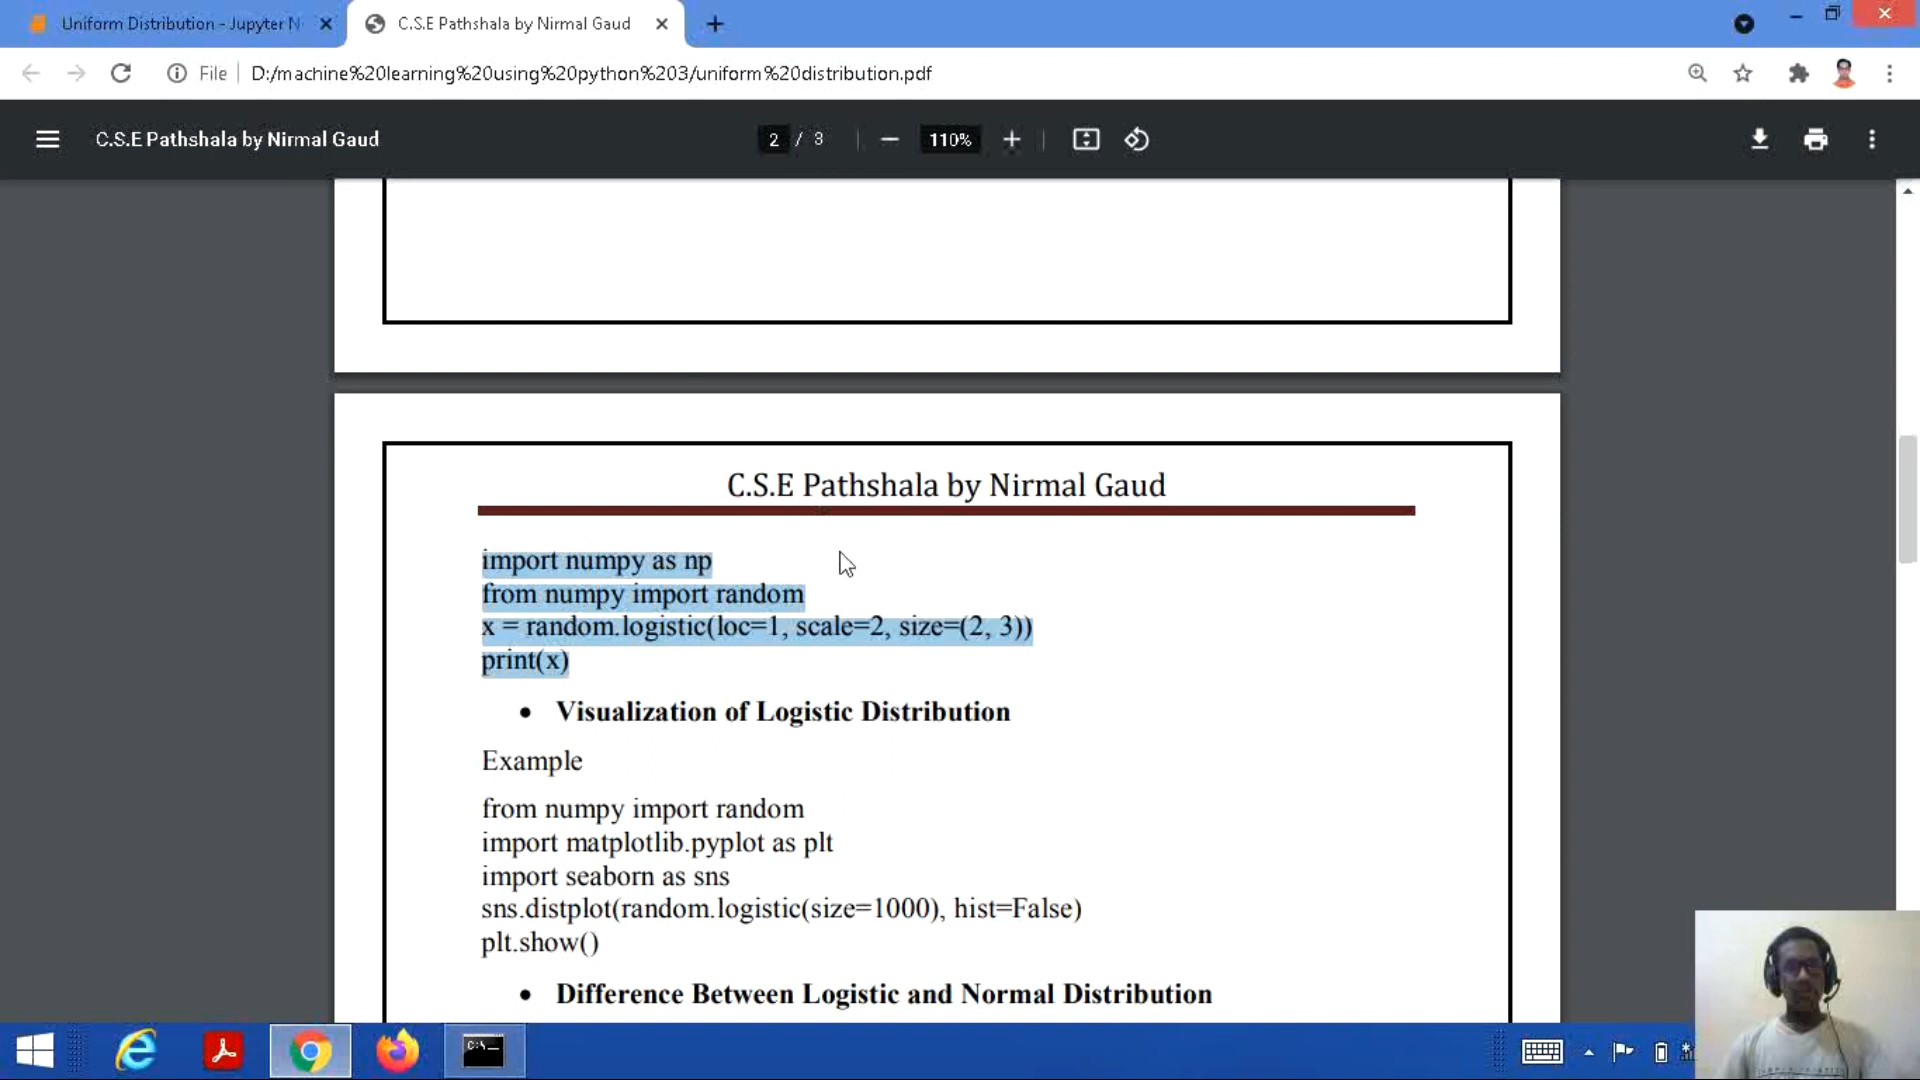 Uniform Distribution - Jupyter N
C.S.E Pathshala by Nirmal Gaud
File
D:/machine%20learning%20using%20python%203/uniform%20distribution.pdf
C.S.E Pathshala by Nirmal Gaud
2 / 3
110%
C.S.E Pathshala by Nirmal Gaud
import numpy as np
from numpy import random
x = random.logistic(loc=1, scale=2, size=(2, 3))
print(x)
• Visualization of Logistic Distribution
Example
from numpy import random
import matplotlib.pyplot as plt
import seaborn as sns
sns.distplot(random.logistic(size=1000), hist=False)
plt.show()
• Difference Between Logistic and Normal Distribution